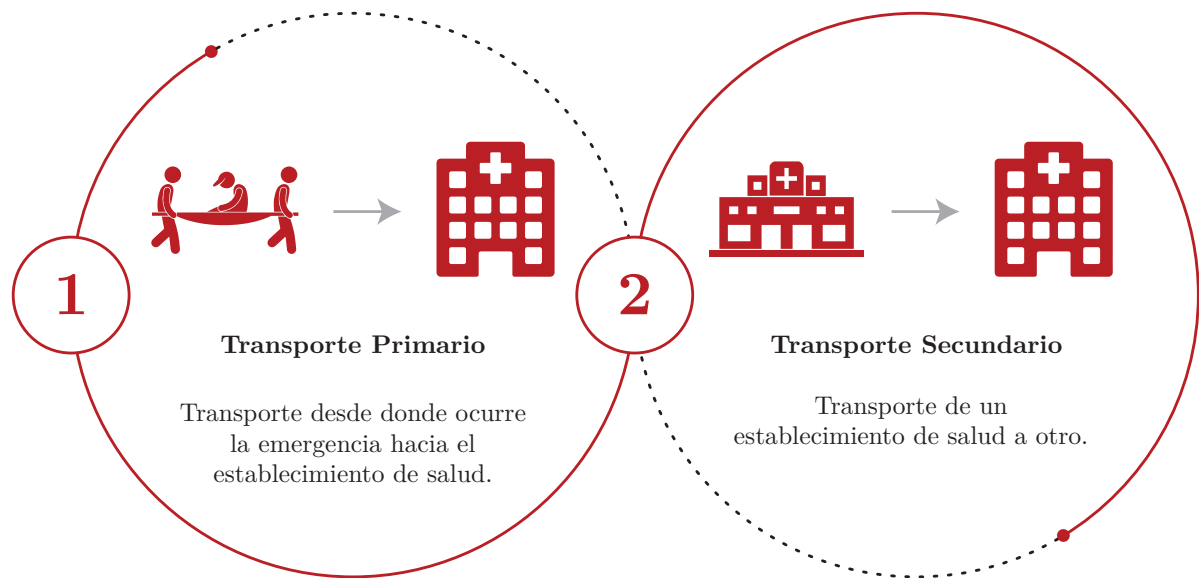 1
Transporte Primario
Transporte desde donde ocurre
la emergencia hacia el
establecimiento de salud.
2
Transporte Secundario
Transporte de un
establecimiento de salud a otro.